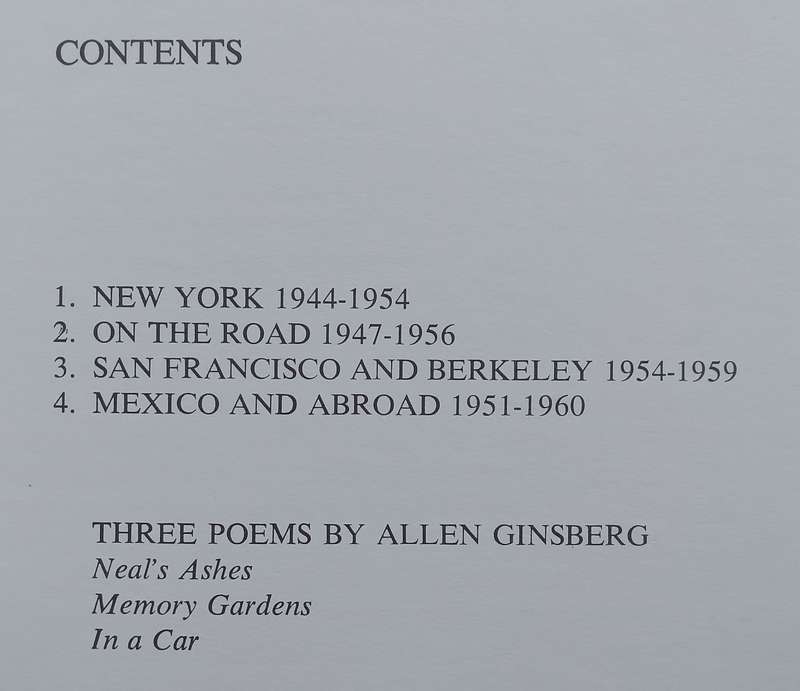 CONTENTS
1. NEW YORK 1944-1954
2. ON THE ROAD 1947-1956
3. SAN FRANCISCO AND BERKELEY 1954-1959
4. MEXICO AND ABROAD 1951-1960
THREE POEMS BY ALLEN GINSBERG
Neal's Ashes
Memory Gardens
In a Car